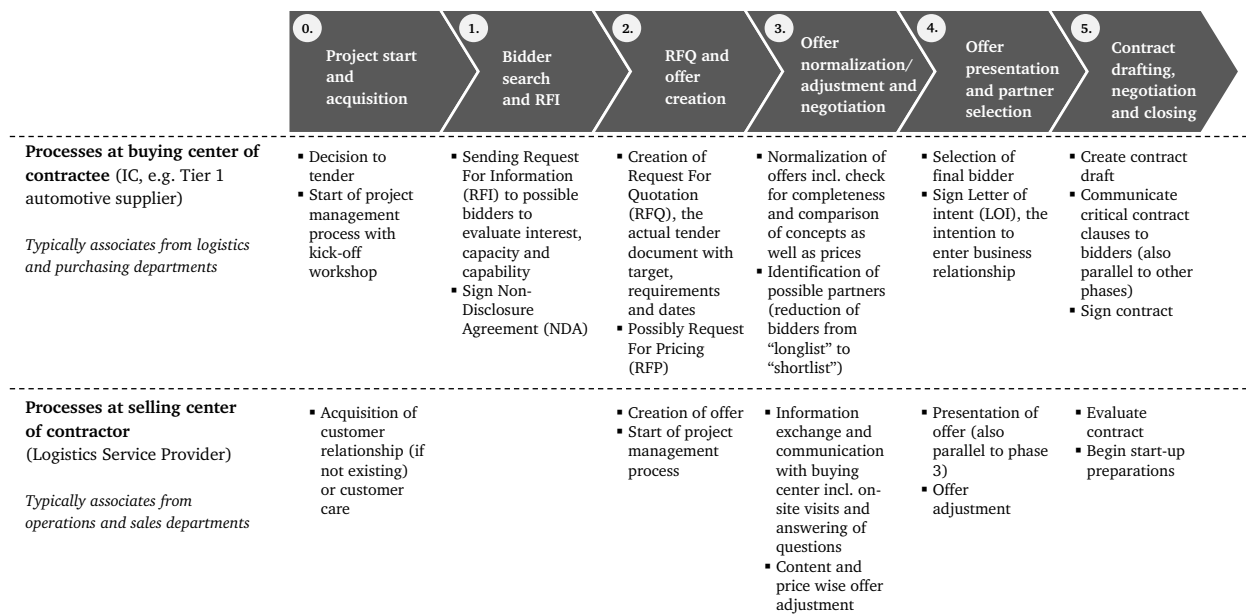 0.
Project start
and
acquisition
1.
Bidder
search
and RFI
2.
RFQ and
offer
creation
3.
Offer
normalization/
adjustment and
negotiation
4.
Offer
presentation
and partner
selection
5.
Contract
drafting,
negotiation
and closing
Processes at buying center of
contractee (IC, e.g. Tier 1
automotive supplier)
Typically associates from logistics
and purchasing departments
▪ Decision to
tender
▪ Start of project
management
process with
kick-off
workshop
▪ Sending Request
For Information
(RFI) to possible
bidders to
evaluate interest,
capacity and
capability
▪ Sign Non-
Disclosure
Agreement (NDA)
▪ Creation of
Request For
Quotation
(RFQ), the
actual tender
document with
target,
requirements
and dates
▪ Possibly Request
For Pricing
(RFP)
▪ Normalization of
offers incl. check
for completeness
and comparison
of concepts as
well as prices
▪ Identification of
possible partners
(reduction of
bidders from
“longlist” to
“shortlist”)
▪ Selection of
final bidder
▪ Sign Letter of
intent (LOI), the
intention to
enter business
relationship
▪ Create contract
draft
▪ Communicate
critical contract
clauses to
bidders (also
parallel to other
phases)
▪ Sign contract
Processes at selling center
of contractor
(Logistics Service Provider)
Typically associates from
operations and sales departments
▪ Acquisition of
customer
relationship (if
not existing)
or customer
care
▪ Creation of offer
▪ Start of project
management
process
▪ Information
exchange and
communication
with buying
center incl. on-
site visits and
answering of
questions
▪ Content and
price wise offer
adjustment
▪ Presentation of
offer (also
parallel to phase
3)
▪ Offer
adjustment
▪ Evaluate
contract
▪ Begin start-up
preparations